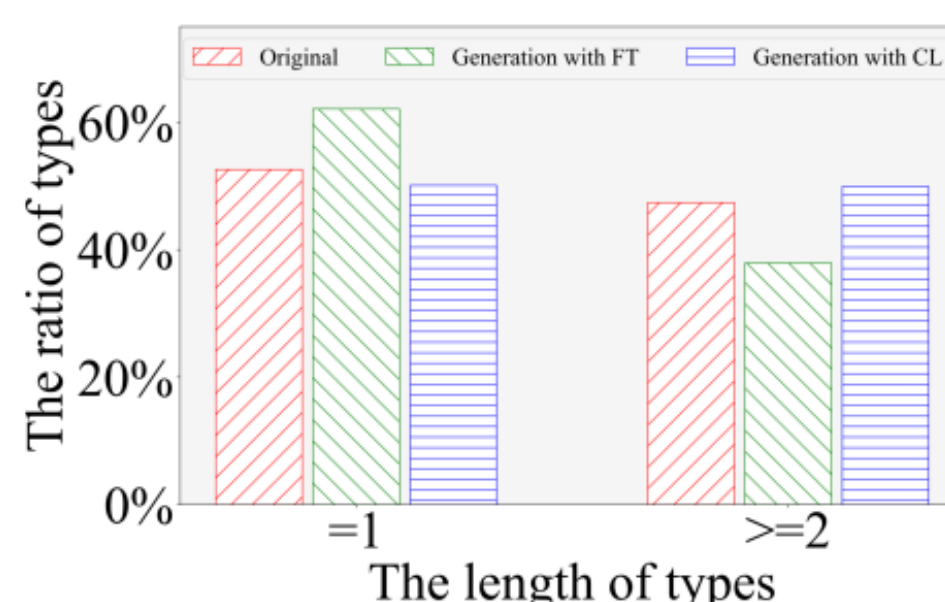 Original Generation with FT Generation with CL
The ratio of types
60%
40%
20%
0%
=1 >=2
The length of types